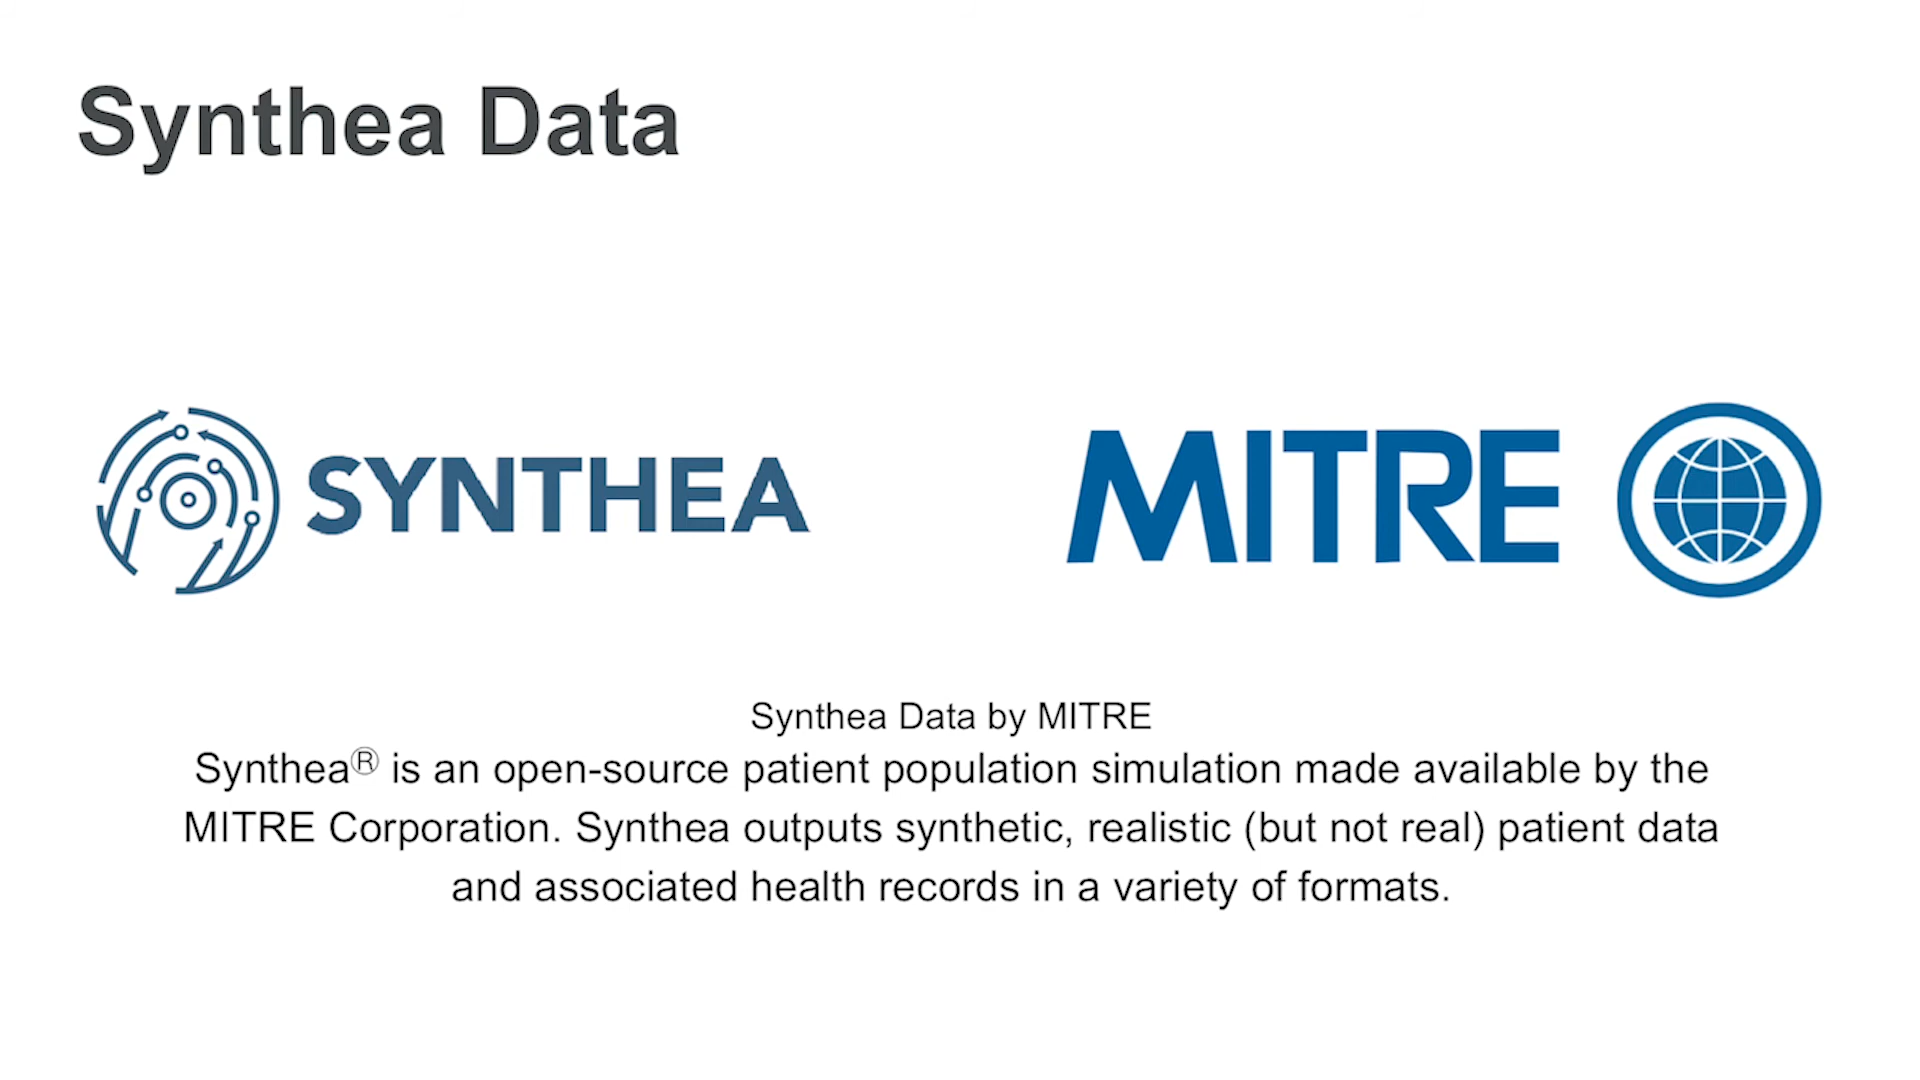 Synthea Data
SYNTHEA
MITRE
Synthea Data by MITRE
Synthea® is an open-source patient population simulation made available by the
MITRE Corporation. Synthea outputs synthetic, realistic (but not real) patient data
and associated health records in a variety of formats.